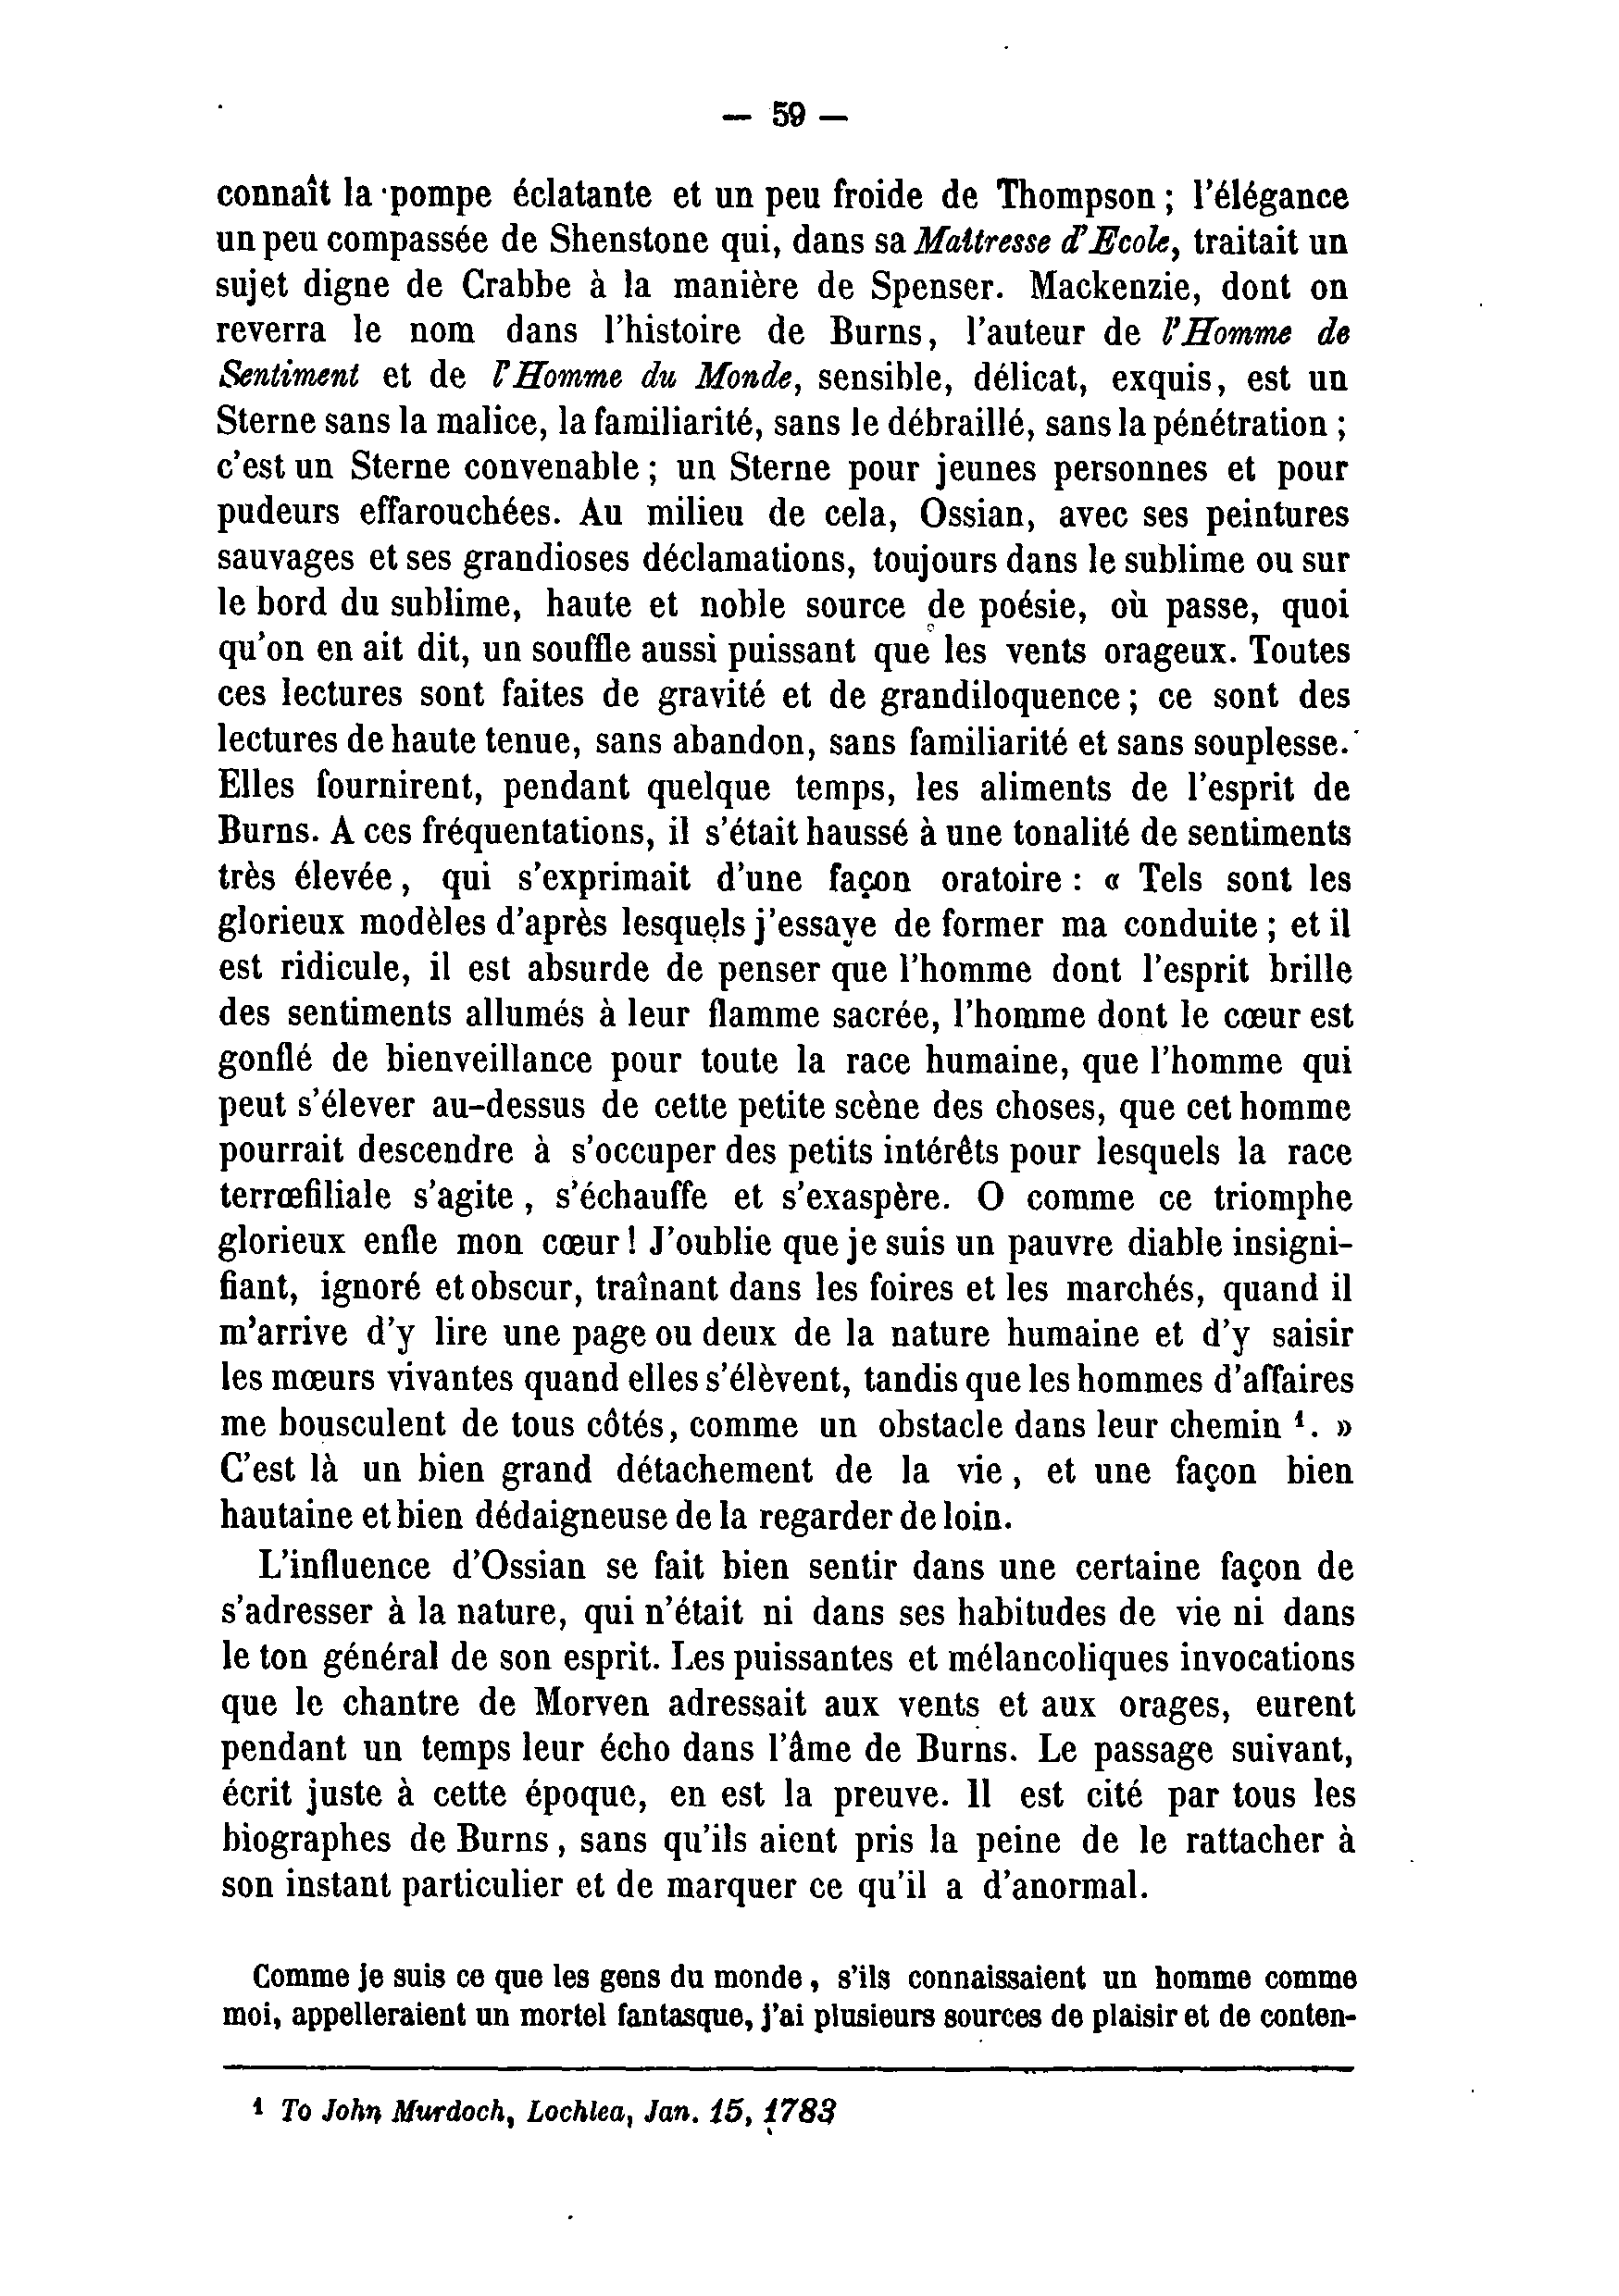 — 59 —
connaît la pompe éclatante et un peu froide de Thompson ; l'élégance
un peu compassée de Shenstone qui, dans sa Maîtresse d'Ecole, traitait un
sujet digne de Crabbe à la manière de Spenser. Mackenzie, dont on
reverra le nom dans l'histoire de Burns, l'auteur de l'Homme de
Sentiment et de l'Homme du Monde, sensible, délicat, exquis, est un
Sterne sans la malice, la familiarité, sans le débraillé, sans la pénétration ;
c'est un Sterne convenable ; un Sterne pour jeunes personnes et pour
pudeurs effarouchées. Au milieu de cela, Ossian, avec ses peintures
sauvages et ses grandioses déclamations, toujours dans le sublime ou sur
le bord du sublime, haute et noble source de poésie, où passe, quoi
qu'on en ait dit, un souffle aussi puissant que les vents orageux. Toutes
ces lectures sont faites de gravité et de grandiloquence ; ce sont des
lectures de haute tenue, sans abandon, sans familiarité et sans souplesse.
Elles fournirent, pendant quelque temps, les aliments de l'esprit de
Burns. A ces fréquentations, il s'était haussé à une tonalité de sentiments
très élevée, qui s'exprimait d'une façon oratoire : « Tels sont les
glorieux modèles d'après lesquels j'essaye de former ma conduite ; et il
est ridicule, il est absurde de penser que l'homme dont l'esprit brille
des sentiments allumés à leur flamme sacrée, l'homme dont le cœur est
gonflé de bienveillance pour toute la race humaine, que l'homme qui
peut s'élever au-dessus de cette petite scène des choses, que cet homme
pourrait descendre à s'occuper des petits intérêts pour lesquels la race
terrœfiliale s'agite, s'échauffe et s'exaspère. O comme ce triomphe
glorieux enfle mon cœur ! J'oublie que je suis un pauvre diable insigni-
fiant, ignoré et obscur, traînant dans les foires et les marchés, quand il
m'arrive d'y lire une page ou deux de la nature humaine et d'y saisir
les mœurs vivantes quand elles s'élèvent, tandis que les hommes d'affaires
me bousculent de tous côtés, comme un obstacle dans leur chemin ¹. »
C'est là un bien grand détachement de la vie, et une façon bien
hautaine et bien dédaigneuse de la regarder de loin.
L'influence d'Ossian se fait bien sentir dans une certaine façon de
s'adresser à la nature, qui n'était ni dans ses habitudes de vie ni dans
le ton général de son esprit. Les puissantes et mélancoliques invocations
que le chantre de Morven adressait aux vents et aux orages, eurent
pendant un temps leur écho dans l'âme de Burns. Le passage suivant,
écrit juste à cette époque, en est la preuve. Il est cité par tous les
biographes de Burns, sans qu'ils aient pris la peine de le rattacher à
son instant particulier et de marquer ce qu'il a d'anormal.
Comme je suis ce que les gens du monde, s'ils connaissaient un homme comme
moi, appelleraient un mortel fantasque, j'ai plusieurs sources de plaisir et de conten-
¹ To John Murdoch, Lochlea, Jan. 15, 1783